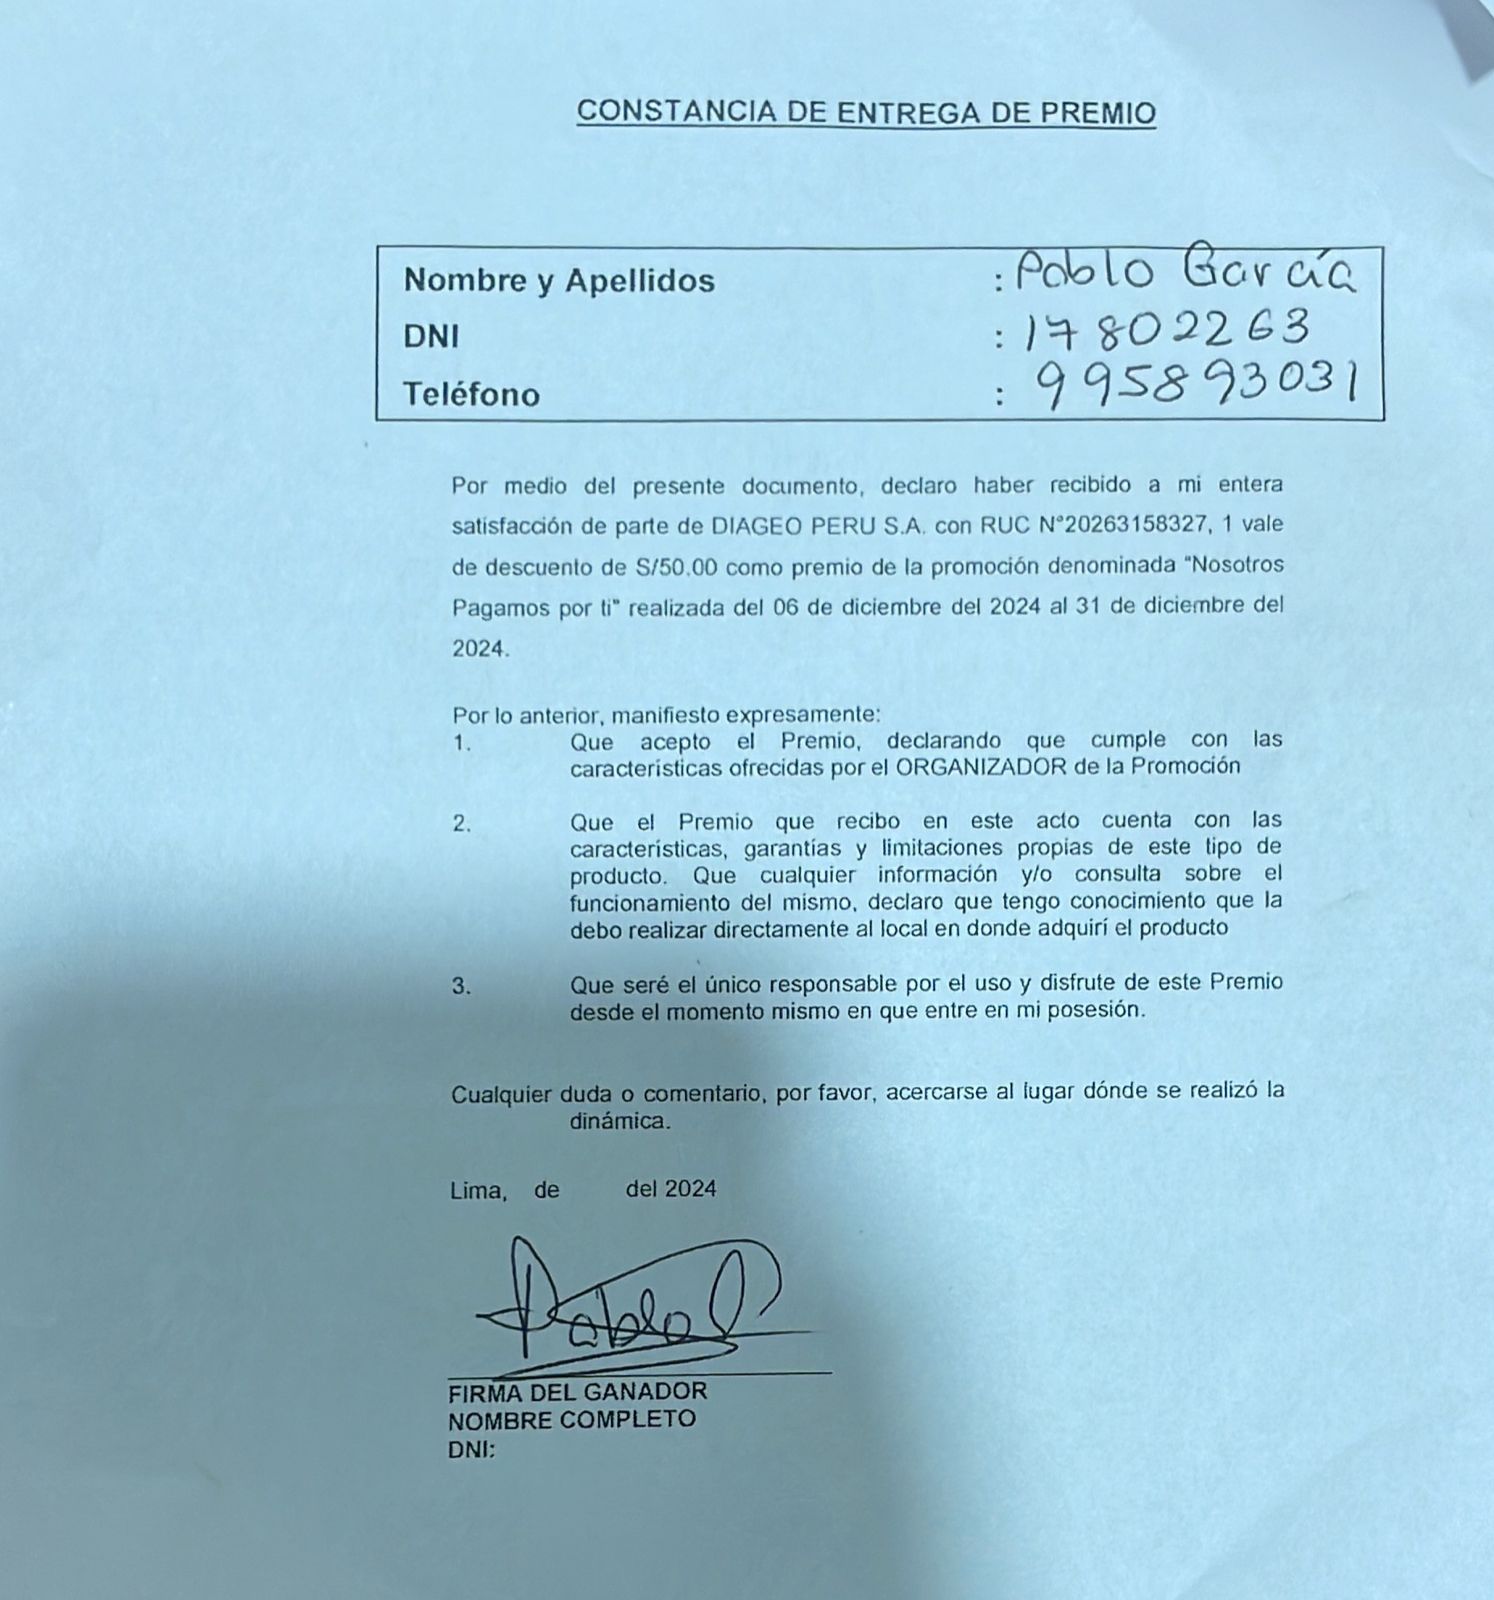 CONSTANCIA DE ENTREGA DE PREMIO
Nombre y Apellidos : Pablo García
DNI : 17802263
Teléfono : 995893031
Por medio del presente documento, declaro haber recibido a mi entera
satisfacción de parte de DIAGEO PERU S.A. con RUC N°20263158327, 1 vale
de descuento de S/50.00 como premio de la promoción denominada “Nosotros
Pagamos por ti” realizada del 06 de diciembre del 2024 al 31 de diciembre del
2024.
Por lo anterior, manifiesto expresamente:
1. Que acepto el Premio, declarando que cumple con las
características ofrecidas por el ORGANIZADOR de la Promoción
2. Que el Premio que recibo en este acto cuenta con las
características, garantías y limitaciones propias de este tipo de
producto. Que cualquier información y/o consulta sobre el
funcionamiento del mismo, declaro que tengo conocimiento que la
debo realizar directamente al local en donde adquirí el producto
3. Que seré el único responsable por el uso y disfrute de este Premio
desde el momento mismo en que entre en mi posesión.
Cualquier duda o comentario, por favor, acercarse al lugar dónde se realizó la
dinámica.
Lima, de del 2024
Pablo
FIRMA DEL GANADOR
NOMBRE COMPLETO
DNI: